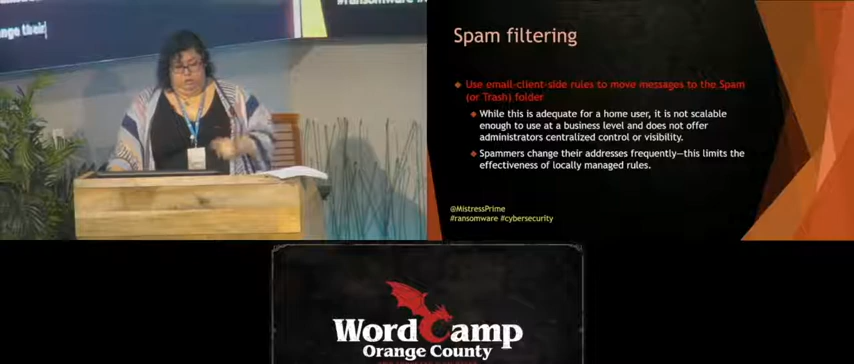 nge their
#ransomware
Spam filtering
Use email-client-side rules to move messages to the Spam
(or Trash) folder
While this is adequate for a home user, it is not scalable
enough to use at a business level and does not offer
administrators centralized control or visibility.
Spammers change their addresses frequently—this limits the
effectiveness of locally managed rules.
@MistressPrime
#ransomware #cybersecurity
WordCamp
Orange County